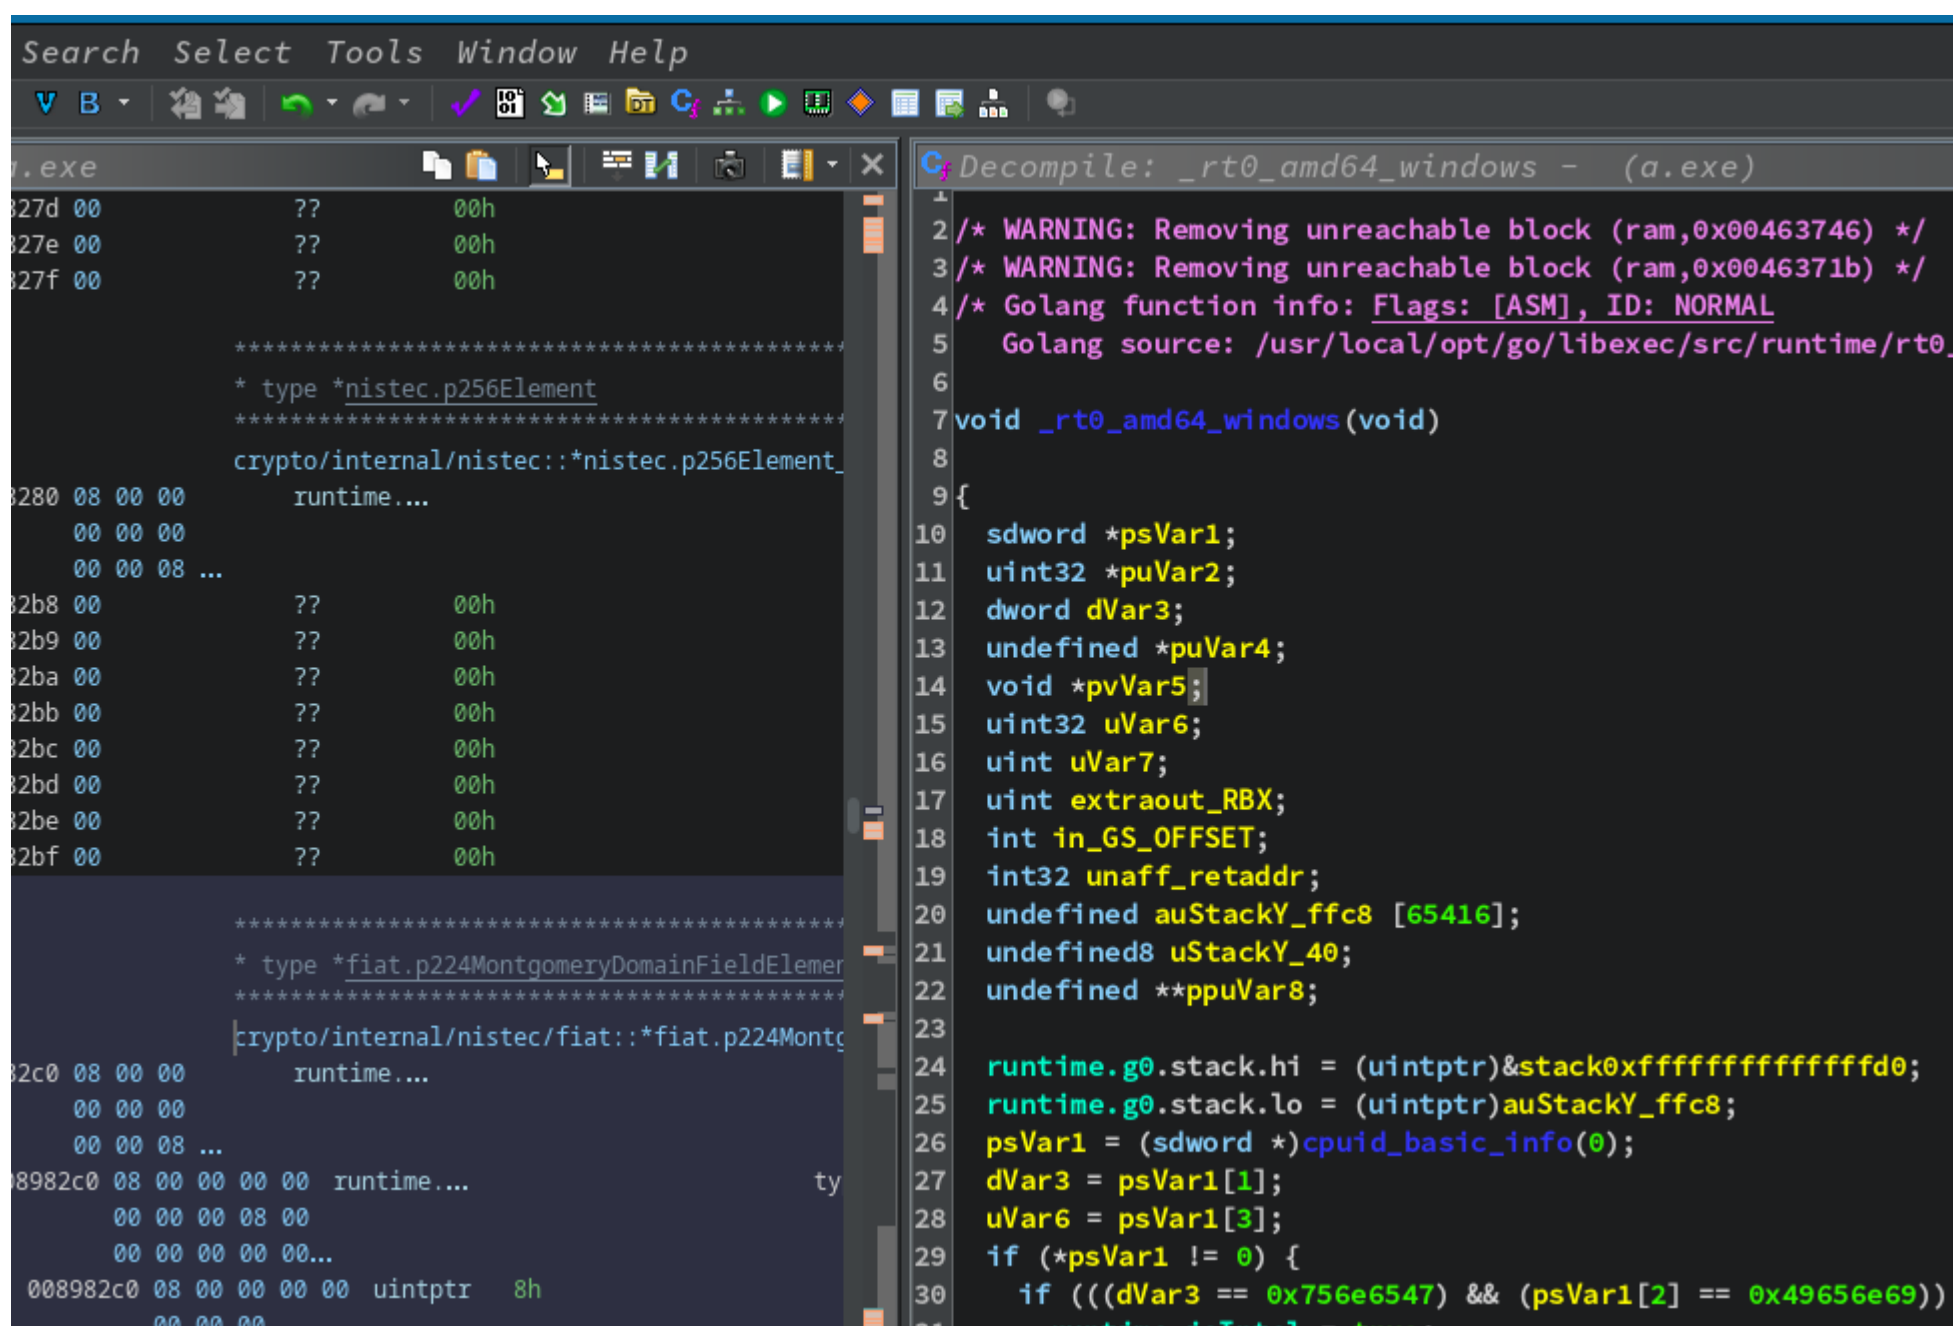 Search Select Tools Window Help
a.exe
327d 00 ?? 00h
327e 00 ?? 00h
327f 00 ?? 00h
********************************************
* type *nistec.p256Element
********************************************
crypto/internal/nistec::*nistec.p256Element_
3280 08 00 00 runtime....
00 00 00
00 00 08 ...
32b8 00 ?? 00h
32b9 00 ?? 00h
32ba 00 ?? 00h
32bb 00 ?? 00h
32bc 00 ?? 00h
32bd 00 ?? 00h
32be 00 ?? 00h
32bf 00 ?? 00h
********************************************
* type *fiat.p224MontgomeryDomainFieldElemen
********************************************
crypto/internal/nistec/fiat::*fiat.p224Montg
32c0 08 00 00 runtime....
00 00 00
00 00 08 ...
8982c0 08 00 00 00 00 runtime.... ty
00 00 00 08 00
00 00 00 00 00...
008982c0 08 00 00 00 00 uintptr 8h
00 00 00
Decompile: _rt0_amd64_windows - (a.exe)
1
2 /* WARNING: Removing unreachable block (ram,0x00463746) */
3 /* WARNING: Removing unreachable block (ram,0x0046371b) */
4 /* Golang function info: Flags: [ASM], ID: NORMAL
5 Golang source: /usr/local/opt/go/libexec/src/runtime/rt0_
6
7 void _rt0_amd64_windows(void)
8
9 {
10 sdword *psVar1;
11 uint32 *puVar2;
12 dword dVar3;
13 undefined *puVar4;
14 void *pvVar5;
15 uint32 uVar6;
16 uint uVar7;
17 uint extraout_RBX;
18 int in_GS_OFFSET;
19 int32 unaff_retaddr;
20 undefined auStackY_ffc8 [65416];
21 undefined8 uStackY_40;
22 undefined **ppuVar8;
23
24 runtime.g0.stack.hi = (uintptr)&stack0xffffffffffffffd0;
25 runtime.g0.stack.lo = (uintptr)auStackY_ffc8;
26 psVar1 = (sdword *)cpuid_basic_info(0);
27 dVar3 = psVar1[1];
28 uVar6 = psVar1[3];
29 if (*psVar1 != 0) {
30 if (((dVar3 == 0x756e6547) && (psVar1[2] == 0x49656e69))